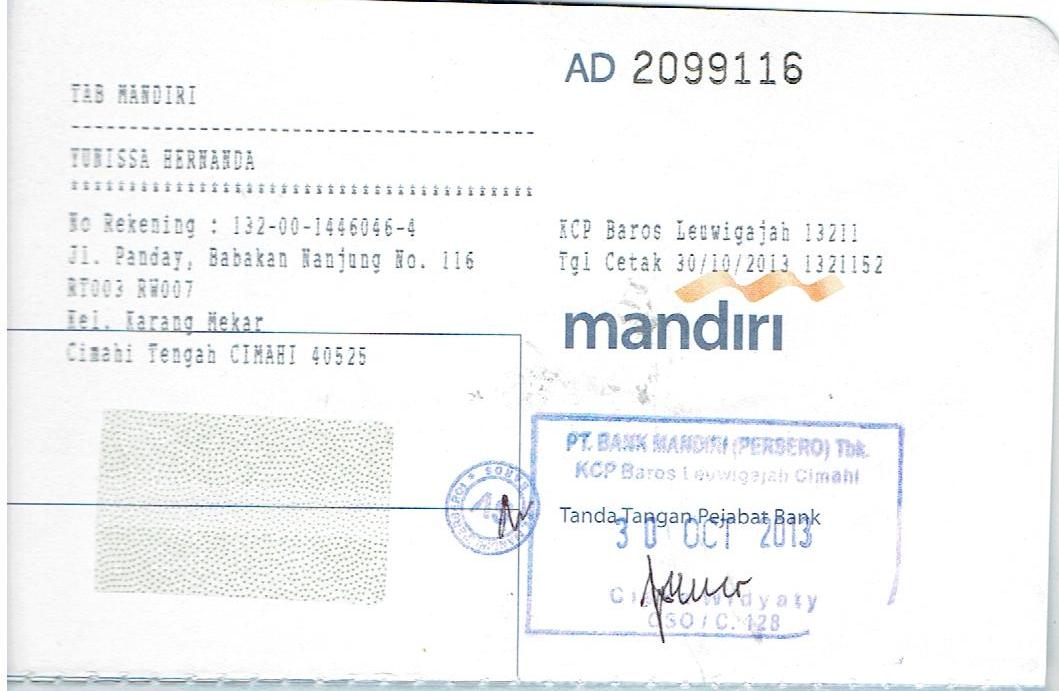 AD 2099116
TAB MANDIRI
YUNISSA HERNANDA
No Rekening : 132-00-1446046-4
Jl. Panday, Babakan Nanjung No. 116
RT003 RW007
Kel. Karang Mekar
Cimahi Tengah CIMAHI 40525
KCP Baros Leuwigajah 13211
Tgl Cetak 30/10/2013 1321152
mandiri
PT. BANK MANDIRI (PERSERO) Tbk.
KCP Baros Leuwigajah Cimahi
Tanda Tangan Pejabat Bank
30 OCT 2013
Widyaty
CSO / C. 128